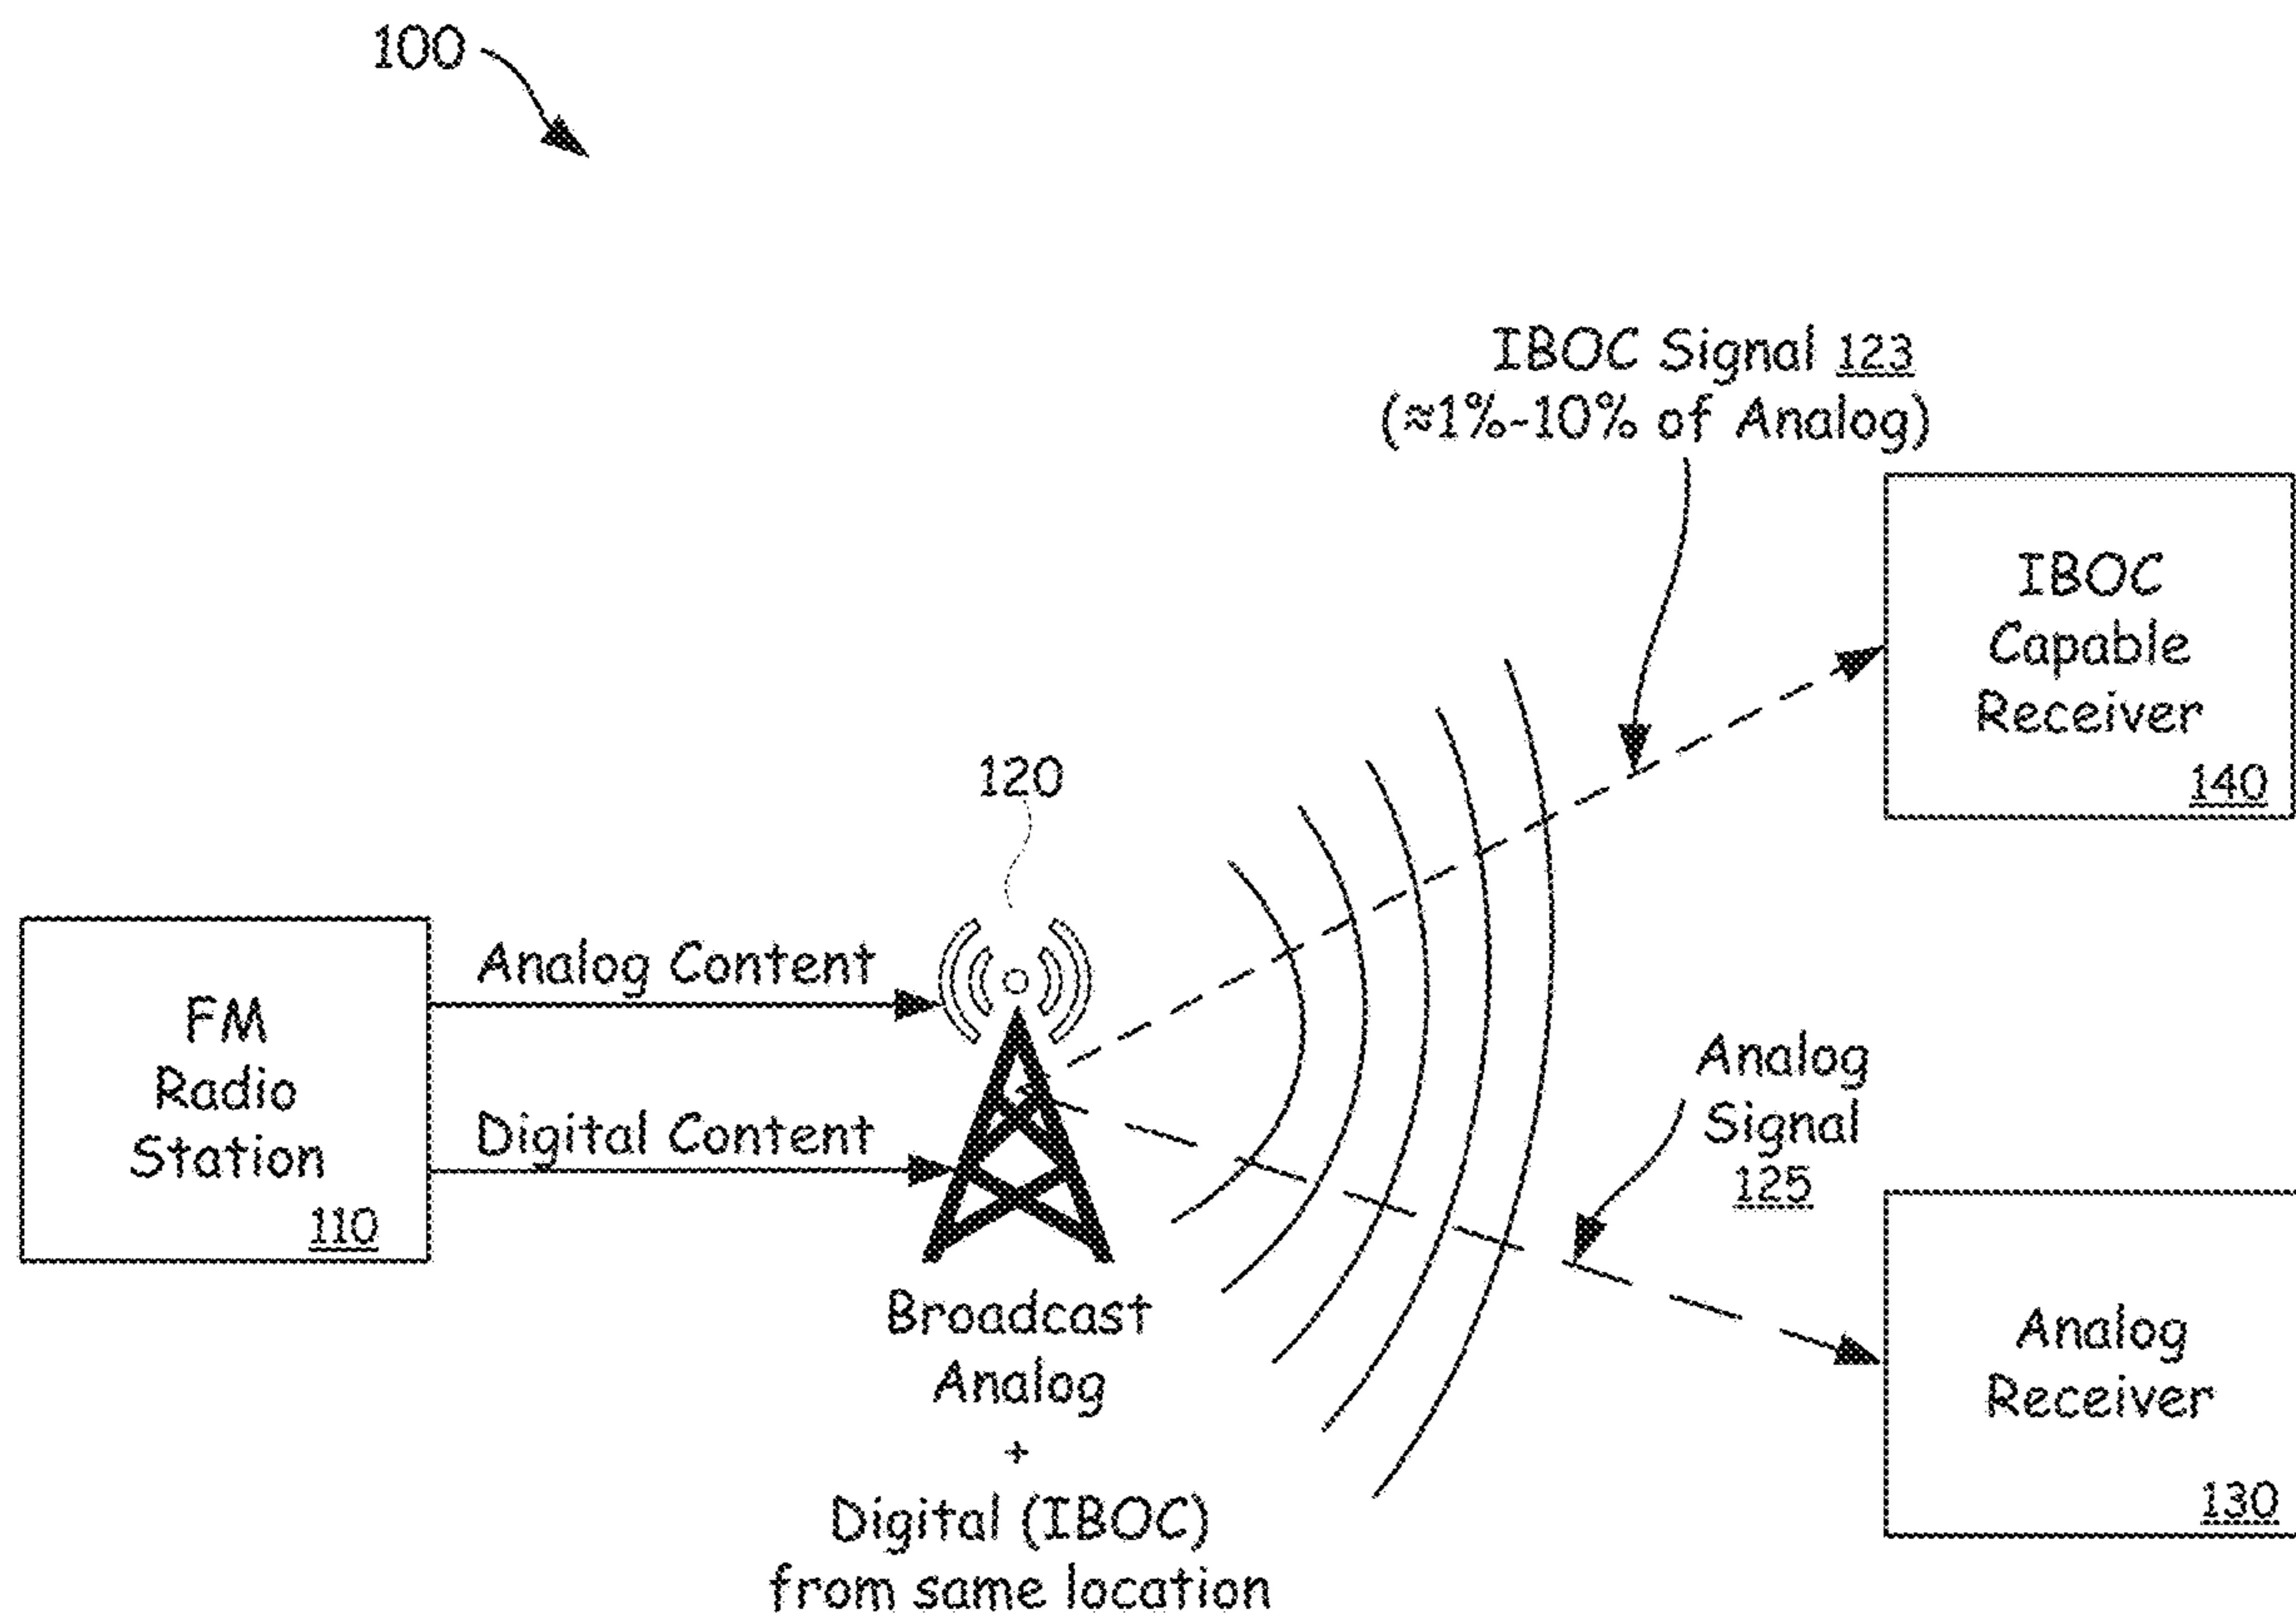 100
IBOC Signal 123
(≈1%-10% of Analog)
IBOC
Capable
Receiver
140
120
FM
Radio
Station
110
Analog Content
Digital Content
Analog
Signal
125
Broadcast
Analog
+
Digital (IBOC)
from same location
Analog
Receiver
130